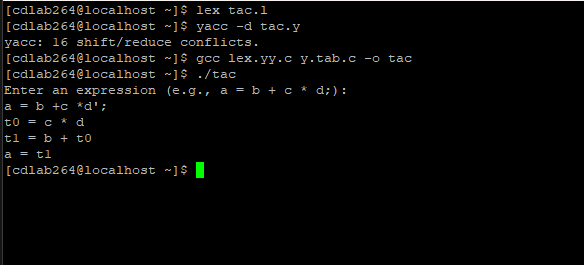 [cdlab264@localhost ~]$ lex tac.l
[cdlab264@localhost ~]$ yacc -d tac.y
yacc: 16 shift/reduce conflicts.
[cdlab264@localhost ~]$ gcc lex.yy.c y.tab.c -o tac
[cdlab264@localhost ~]$ ./tac
Enter an expression (e.g., a = b + c * d;):
a = b +c *d';
t0 = c * d
t1 = b + t0
a = t1
[cdlab264@localhost ~]$